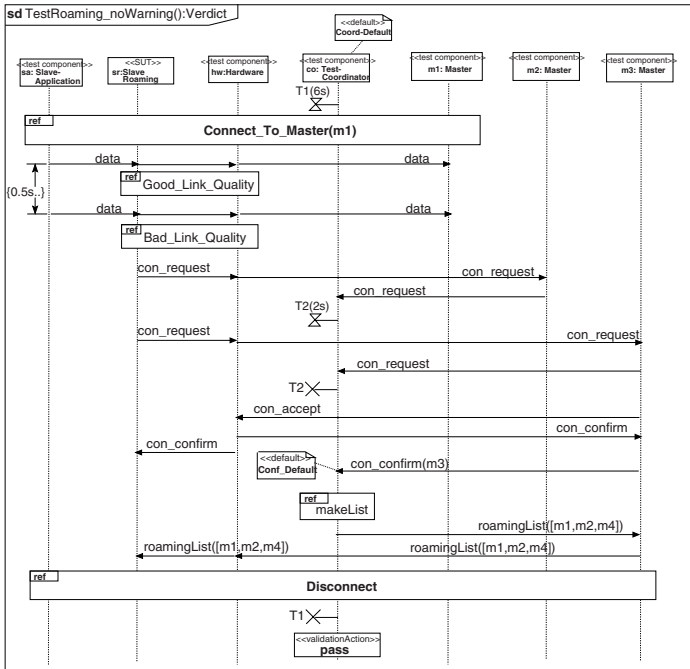 sd TestRoaming_noWarning():Verdict
<<default>>
Coord-Default
<<test component>>
sa: Slave-
Application
<<SUT>>
sr:Slave
Roaming
<<test component>>
hw:Hardware
<<test component>>
co: Test-
Coordinator
<<test component>>
m1: Master
<<test component>>
m2: Master
<<test component>>
m3: Master
T1(6s)
ref
Connect_To_Master(m1)
data
data
ref
Good_Link_Quality
{0.5s..}
data
data
ref
Bad_Link_Quality
con_request
con_request
con_request
T2(2s)
con_request
con_request
con_request
T2
con_accept
con_confirm
con_confirm
<<default>>
Conf_Default
con_confirm(m3)
ref
makeList
roamingList([m1,m2,m4])
roamingList([m1,m2,m4])
roamingList([m1,m2,m4])
ref
Disconnect
T1
<<validationAction>>
pass